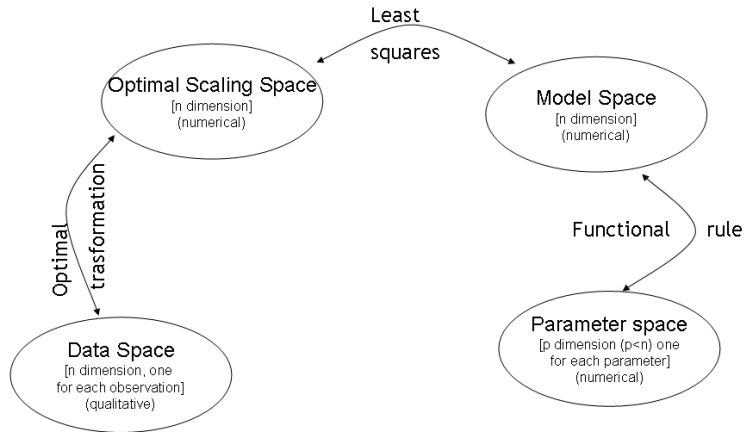 Least
squares
Optimal Scaling Space
[n dimension]
(numerical)
Model Space
[n dimension]
(numerical)
Optimal
trasformation
Functional rule
Data Space
[n dimension, one
for each observation]
(qualitative)
Parameter space
[p dimension (p<n) one
for each parameter]
(numerical)